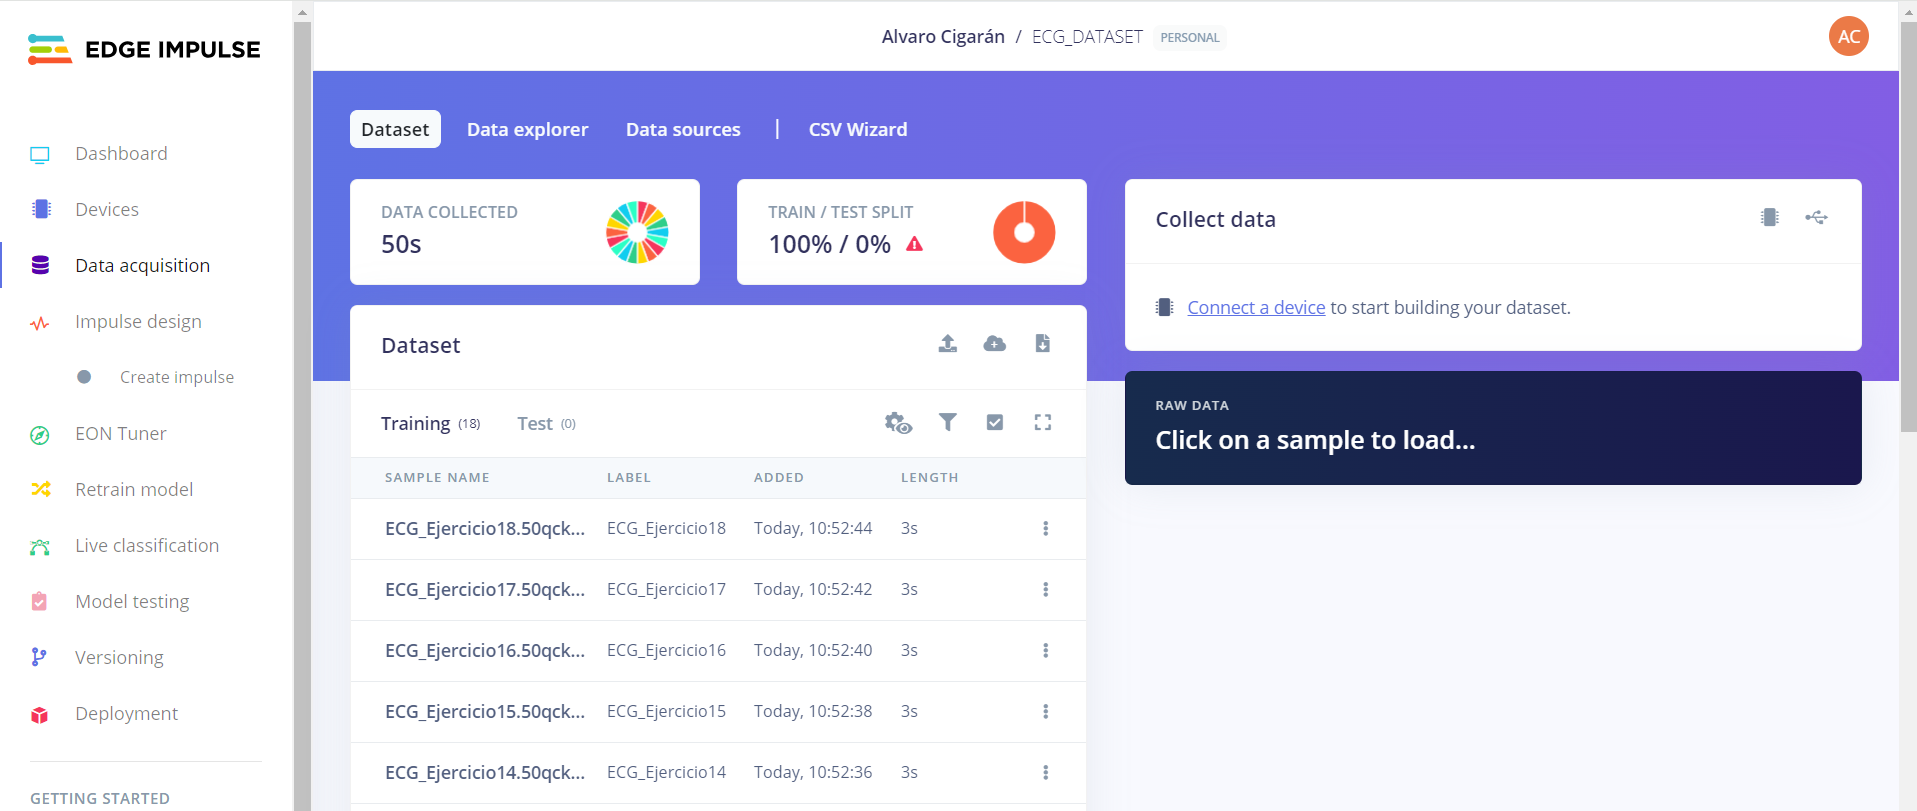 EDGE IMPULSE
Alvaro Cigarán / ECG_DATASET PERSONAL
AC
Dashboard
Devices
Data acquisition
Impulse design
Create impulse
EON Tuner
Retrain model
Live classification
Model testing
Versioning
Deployment
GETTING STARTED
Dataset Data explorer Data sources | CSV Wizard
DATA COLLECTED
50s
TRAIN / TEST SPLIT
100% / 0%
Dataset
Training (18) Test (0)
SAMPLE NAME LABEL ADDED LENGTH
ECG_Ejercicio18.50qck... ECG_Ejercicio18 Today, 10:52:44 3s
ECG_Ejercicio17.50qck... ECG_Ejercicio17 Today, 10:52:42 3s
ECG_Ejercicio16.50qck... ECG_Ejercicio16 Today, 10:52:40 3s
ECG_Ejercicio15.50qck... ECG_Ejercicio15 Today, 10:52:38 3s
ECG_Ejercicio14.50qck... ECG_Ejercicio14 Today, 10:52:36 3s
Collect data
Connect a device to start building your dataset.
RAW DATA
Click on a sample to load...